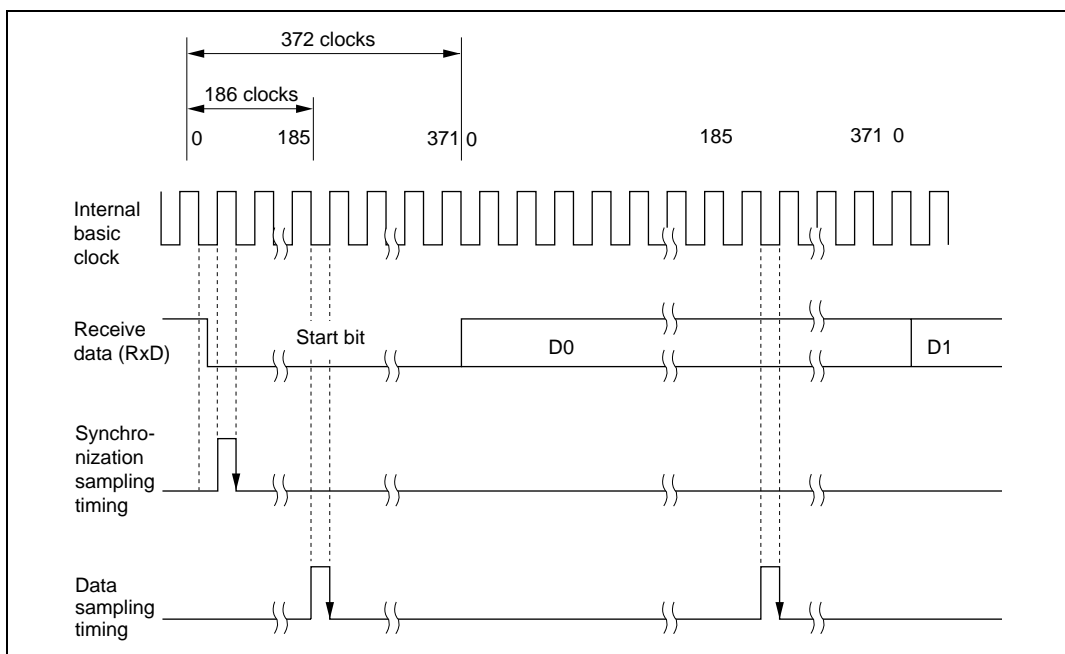 372 clocks
186 clocks
0
185
371 0
185
371 0
Internal
basic
clock
Receive
data (RxD)
Start bit
D0
D1
Synchro-
nization
sampling
timing
Data
sampling
timing